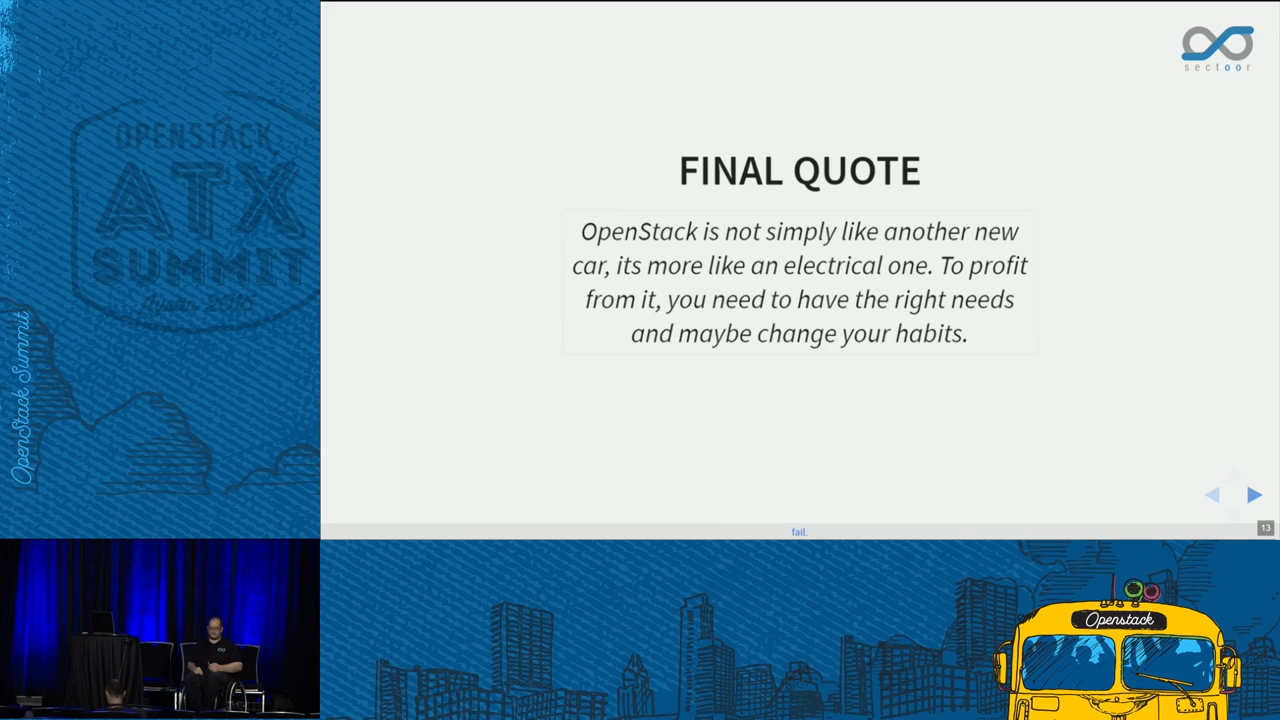 OPENSTACK
ATX
SUMMIT
Austin 2016
OpenStack Summit
sectoor
FINAL QUOTE
OpenStack is not simply like another new
car, its more like an electrical one. To profit
from it, you need to have the right needs
and maybe change your habits.
fail.
13
Openstack